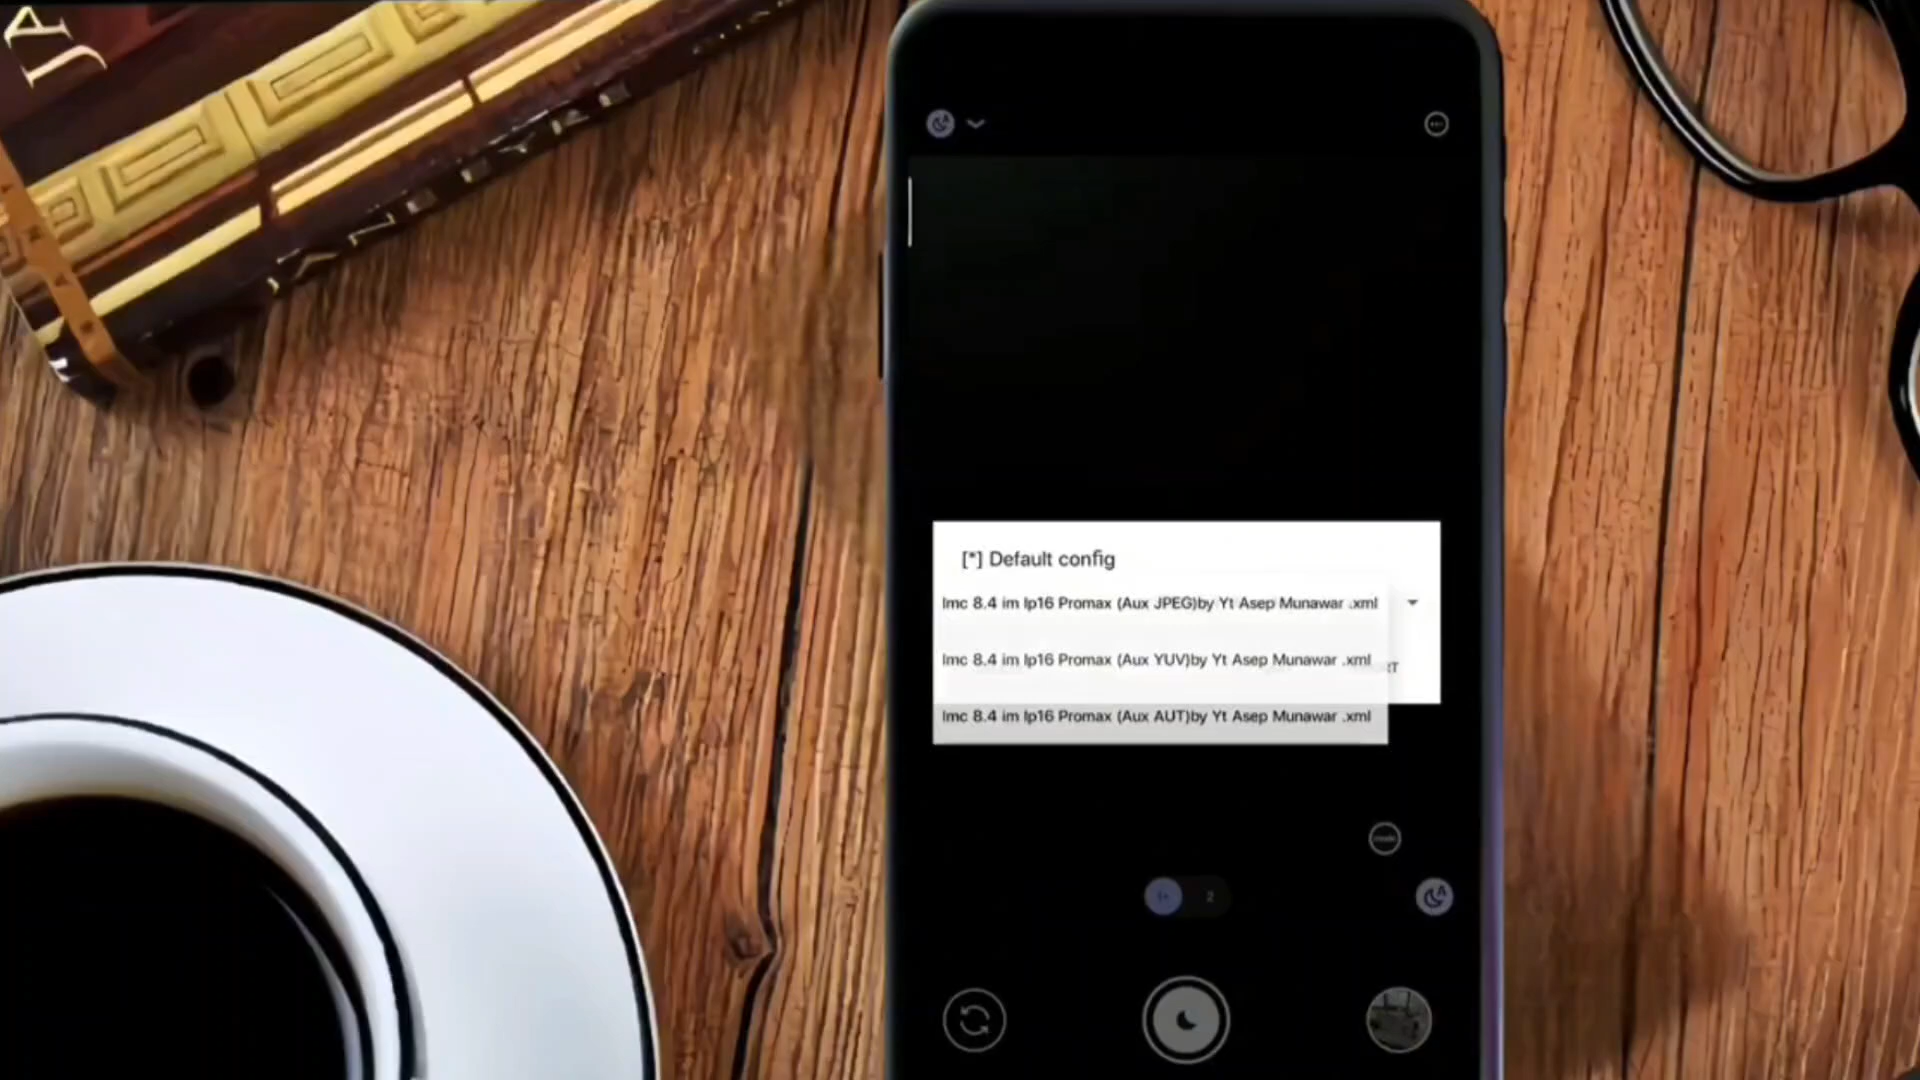 JA
[*] Default config
lmc 8.4 im Ip16 Promax (Aux JPEG)by Yt Asep Munawar .xml
lmc 8.4 im Ip16 Promax (Aux YUV)by Yt Asep Munawar .xml
lmc 8.4 im Ip16 Promax (Aux AUT)by Yt Asep Munawar .xml
2